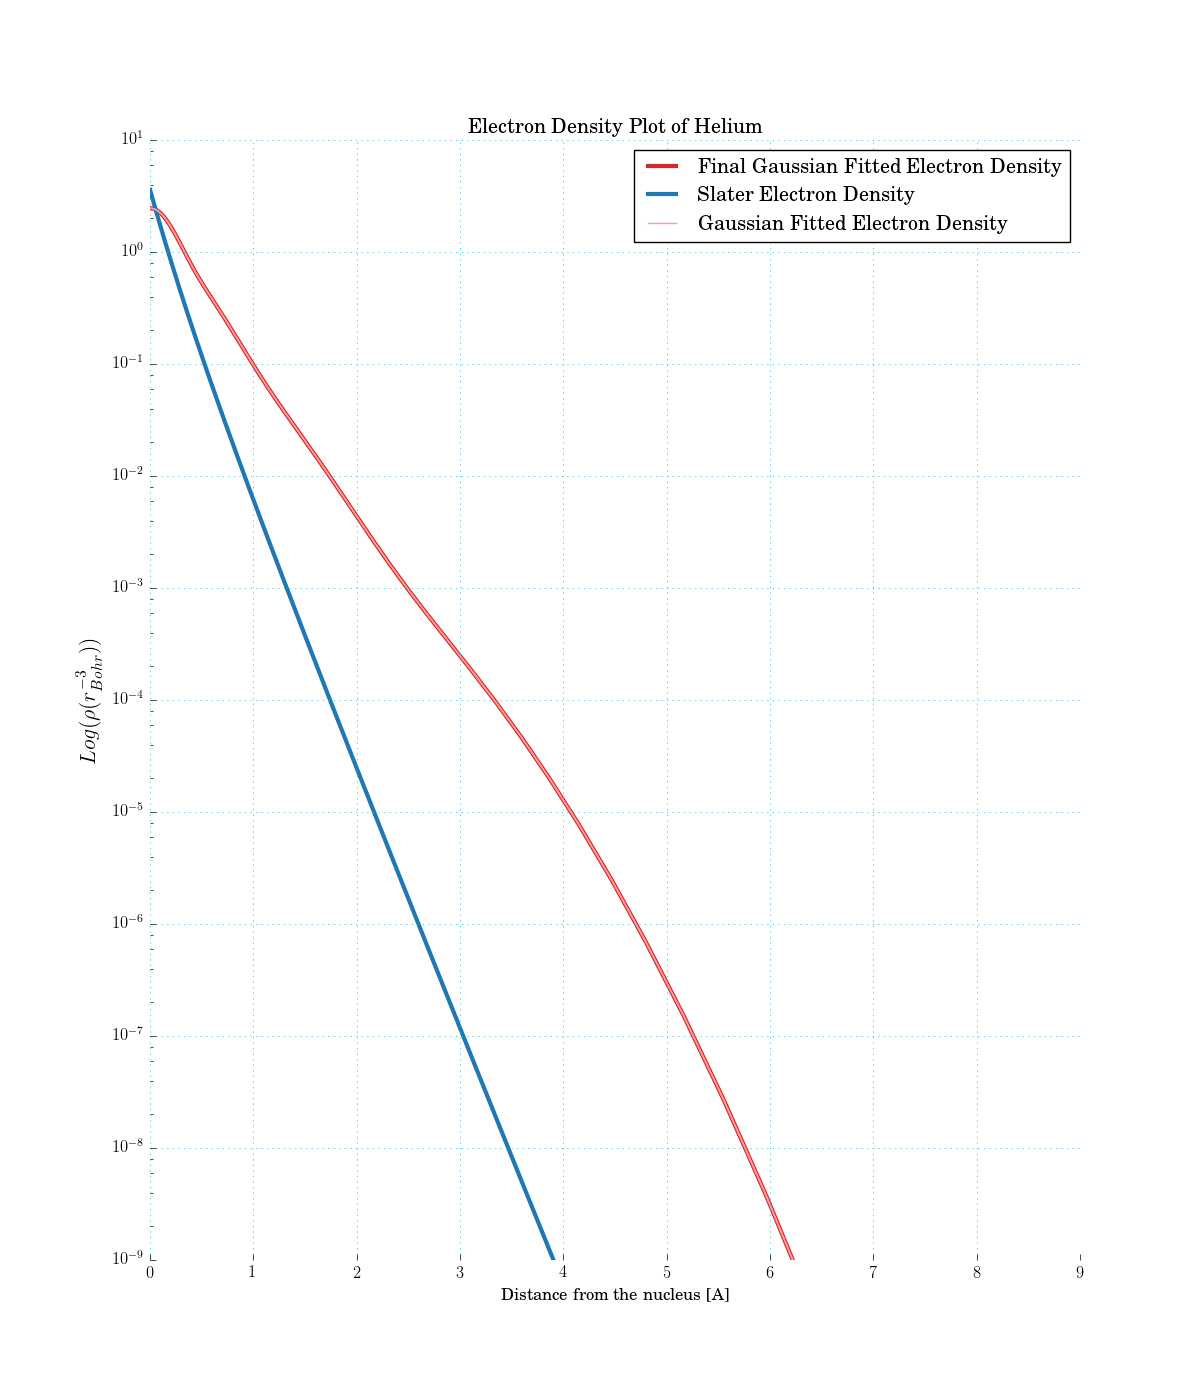 Electron Density Plot of Helium
Final Gaussian Fitted Electron Density
Slater Electron Density
Gaussian Fitted Electron Density
10^1
10^0
10^{-1}
10^{-2}
10^{-3}
10^{-4}
10^{-5}
10^{-6}
10^{-7}
10^{-8}
10^{-9}
Log(ρ(r_{Bohr}^{-3}))
0 1 2 3 4 5 6 7 8 9
Distance from the nucleus [A]